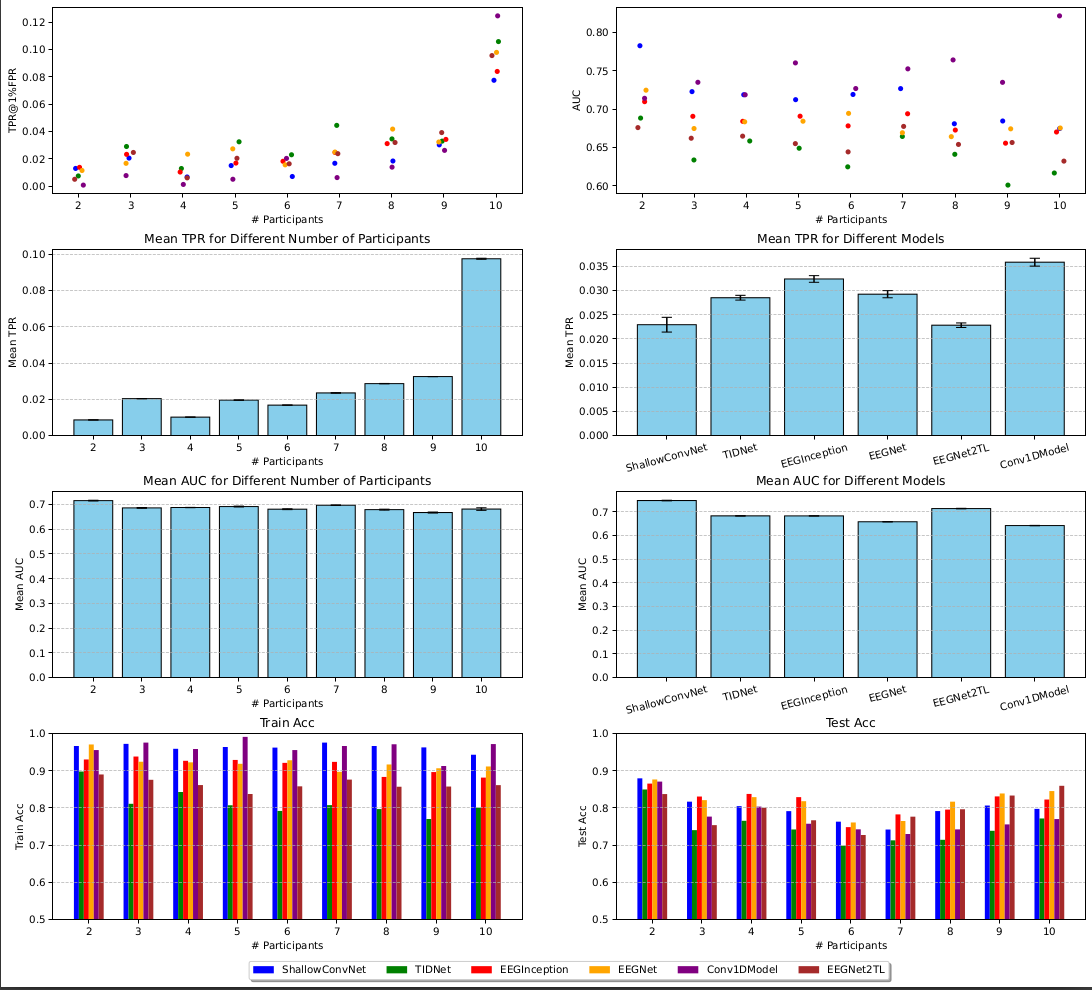 0.12
0.10
0.08
0.06
0.04
0.02
0.00
TPR@1%FPR
2 3 4 5 6 7 8 9 10
# Participants
0.80
0.75
0.70
0.65
0.60
AUC
2 3 4 5 6 7 8 9 10
# Participants
Mean TPR for Different Number of Participants
0.10
0.08
0.06
0.04
0.02
0.00
Mean TPR
2 3 4 5 6 7 8 9 10
# Participants
Mean TPR for Different Models
0.035
0.030
0.025
0.020
0.015
0.010
0.005
0.000
Mean TPR
ShallowConvNet TIDNet EEGInception EEGNet EEGNet2TL Conv1DModel
Mean AUC for Different Number of Participants
0.7
0.6
0.5
0.4
0.3
0.2
0.1
0.0
Mean AUC
2 3 4 5 6 7 8 9 10
# Participants
Mean AUC for Different Models
0.7
0.6
0.5
0.4
0.3
0.2
0.1
0.0
Mean AUC
ShallowConvNet TIDNet EEGInception EEGNet EEGNet2TL Conv1DModel
Train Acc
1.0
0.9
0.8
0.7
0.6
0.5
Train Acc
2 3 4 5 6 7 8 9 10
# Participants
Test Acc
1.0
0.9
0.8
0.7
0.6
0.5
Test Acc
2 3 4 5 6 7 8 9 10
# Participants
ShallowConvNet TIDNet EEGInception EEGNet Conv1DModel EEGNet2TL